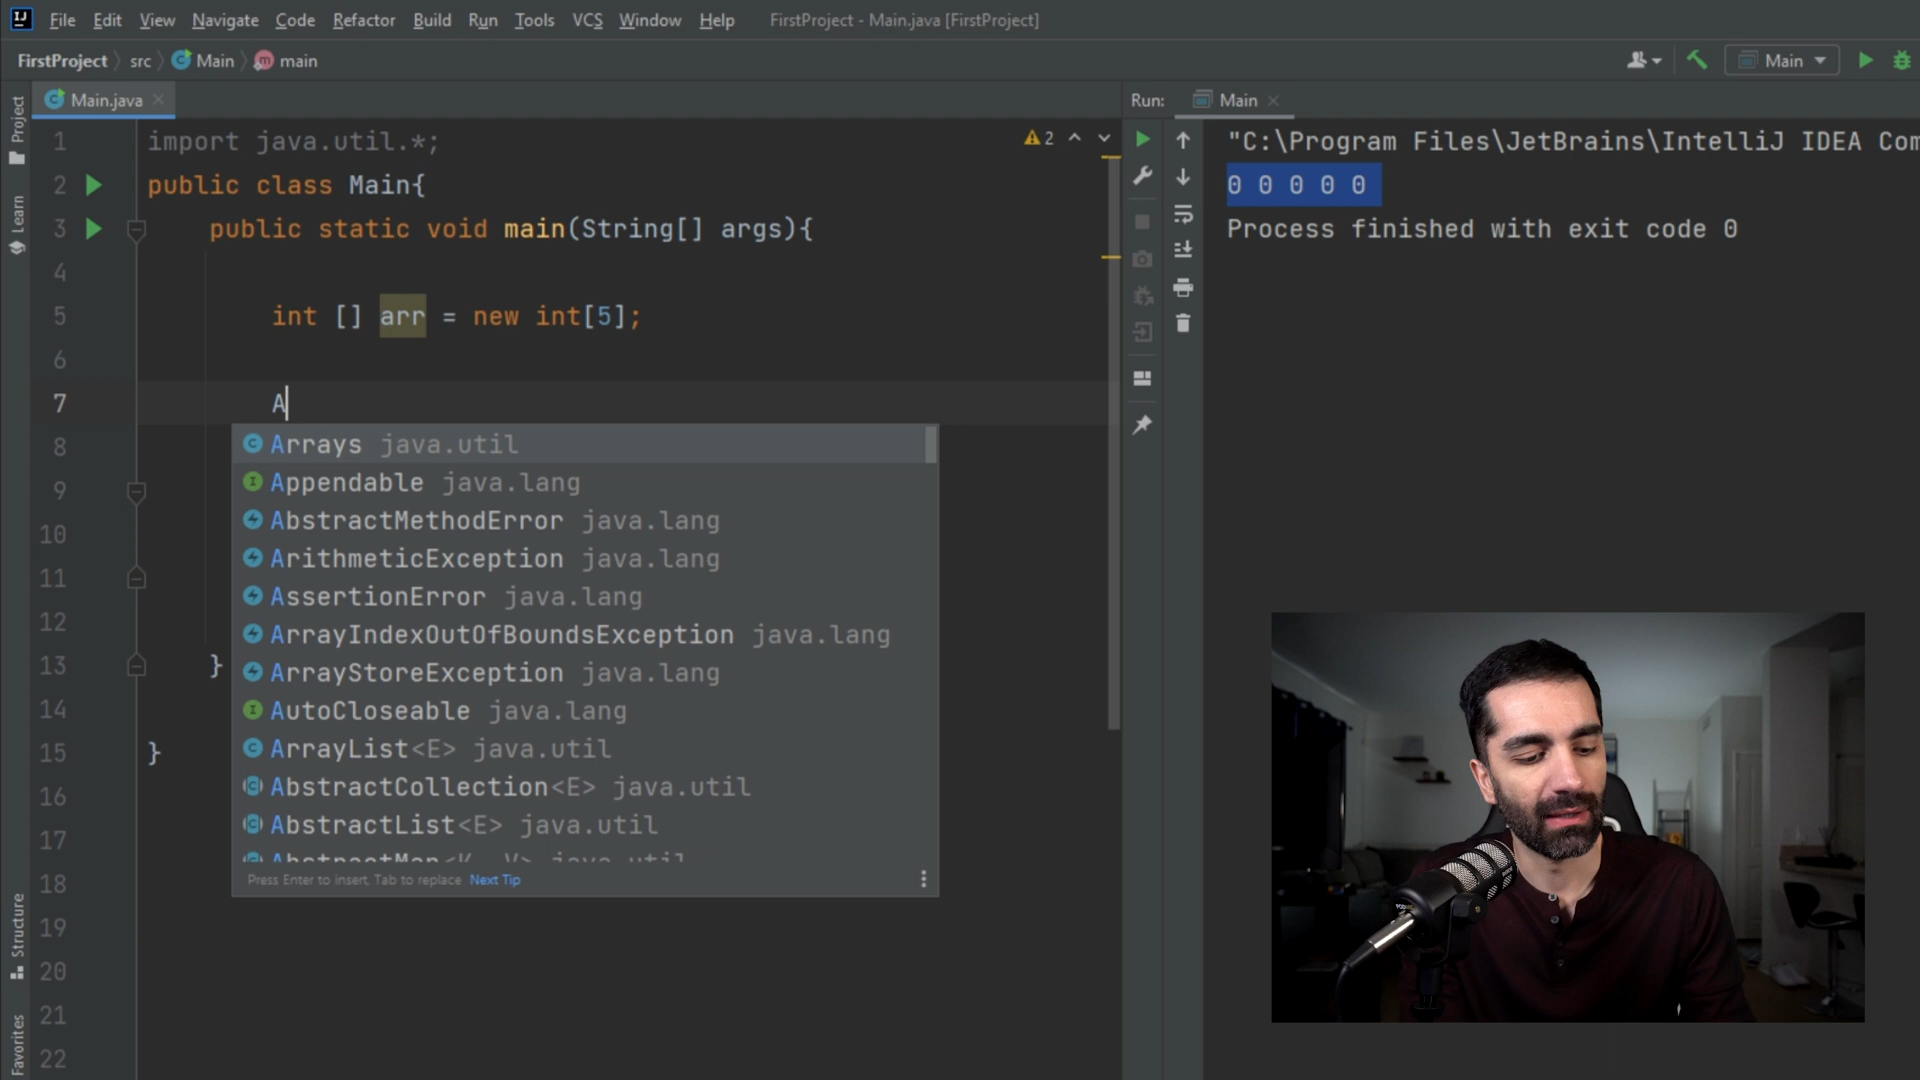 File Edit View Navigate Code Refactor Build Run Tools VCS Window Help FirstProject - Main.java [FirstProject]
FirstProject src Main main Main
Project
Learn
Structure
Favorites
Main.java
1 import java.util.*;
2 public class Main{
3 public static void main(String[] args){
4
5 int [] arr = new int[5];
6
7 A
8
9
10
11
12
13 }
14
15 }
16
17
18
19
20
21
22
2
Arrays java.util
Appendable java.lang
AbstractMethodError java.lang
ArithmeticException java.lang
AssertionError java.lang
ArrayIndexOutOfBoundsException java.lang
ArrayStoreException java.lang
AutoCloseable java.lang
ArrayList<E> java.util
AbstractCollection<E> java.util
AbstractList<E> java.util
AbstractMap<K, V> java.util
Press Enter to insert, Tab to replace Next Tip
Run: Main
"C:\Program Files\JetBrains\IntelliJ IDEA Com
0 0 0 0 0
Process finished with exit code 0